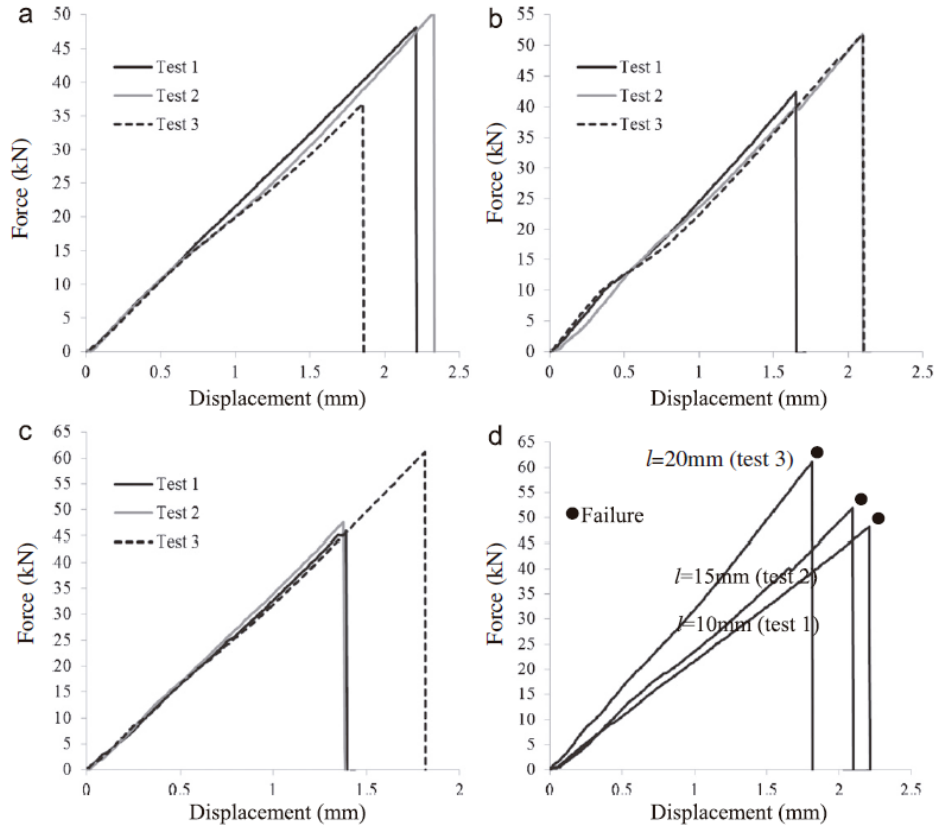 a
50
45
40
35
30
25
20
15
10
5
0
Force (kN)
Test 1
Test 2
Test 3
0 0.5 1 1.5 2 2.5
Displacement (mm)
b
55
50
45
40
35
30
25
20
15
10
5
0
Force (kN)
Test 1
Test 2
Test 3
0 0.5 1 1.5 2 2.5
Displacement (mm)
c
65
60
55
50
45
40
35
30
25
20
15
10
5
0
Force (kN)
Test 1
Test 2
Test 3
0 0.5 1 1.5 2
Displacement (mm)
d
65
60
55
50
45
40
35
30
25
20
15
10
5
0
Force (kN)
l=20mm (test 3)
Failure
l=15mm (test 2)
l=10mm (test 1)
0 0.5 1 1.5 2 2.5
Displacement (mm)